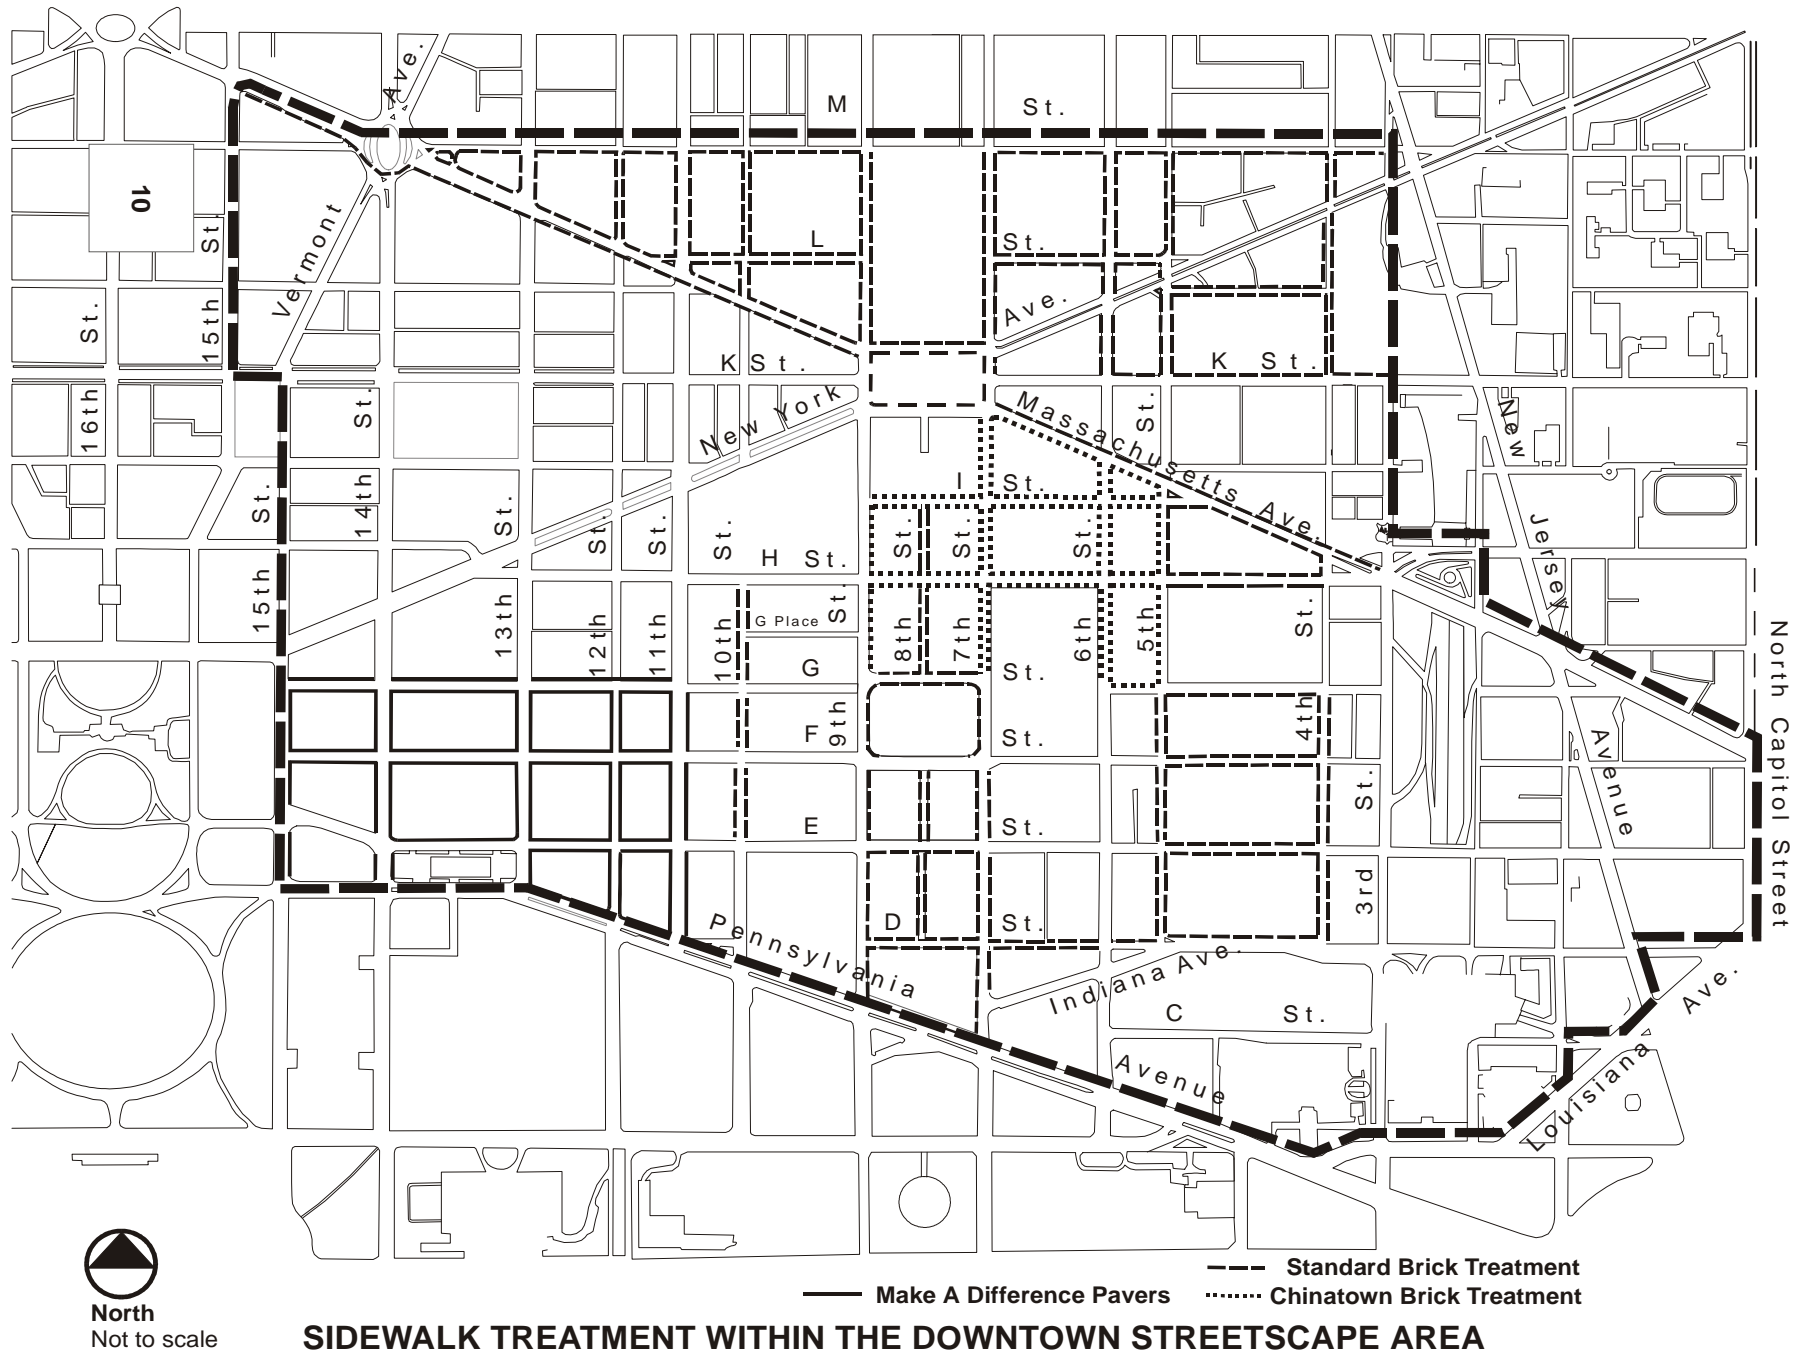 Ave.
M St.
10
Vermont
L St.
St.
15th St.
16th St.
Ave.
K St.
K St.
New York
Massachusetts Ave.
St.
New
Jersey
Avenue
14th St.
I St.
15th St.
13th St.
12th St.
11th St.
10th St.
H St.
9th St.
8th St.
7th St.
6th St.
5th St.
4th St.
3rd St.
G Place
G St.
F St.
E St.
D St.
Pennsylvania
Avenue
Indiana Ave.
C St.
Louisiana Ave.
North Capitol Street
North
Not to scale
Standard Brick Treatment
Make A Difference Pavers
Chinatown Brick Treatment
SIDEWALK TREATMENT WITHIN THE DOWNTOWN STREETSCAPE AREA